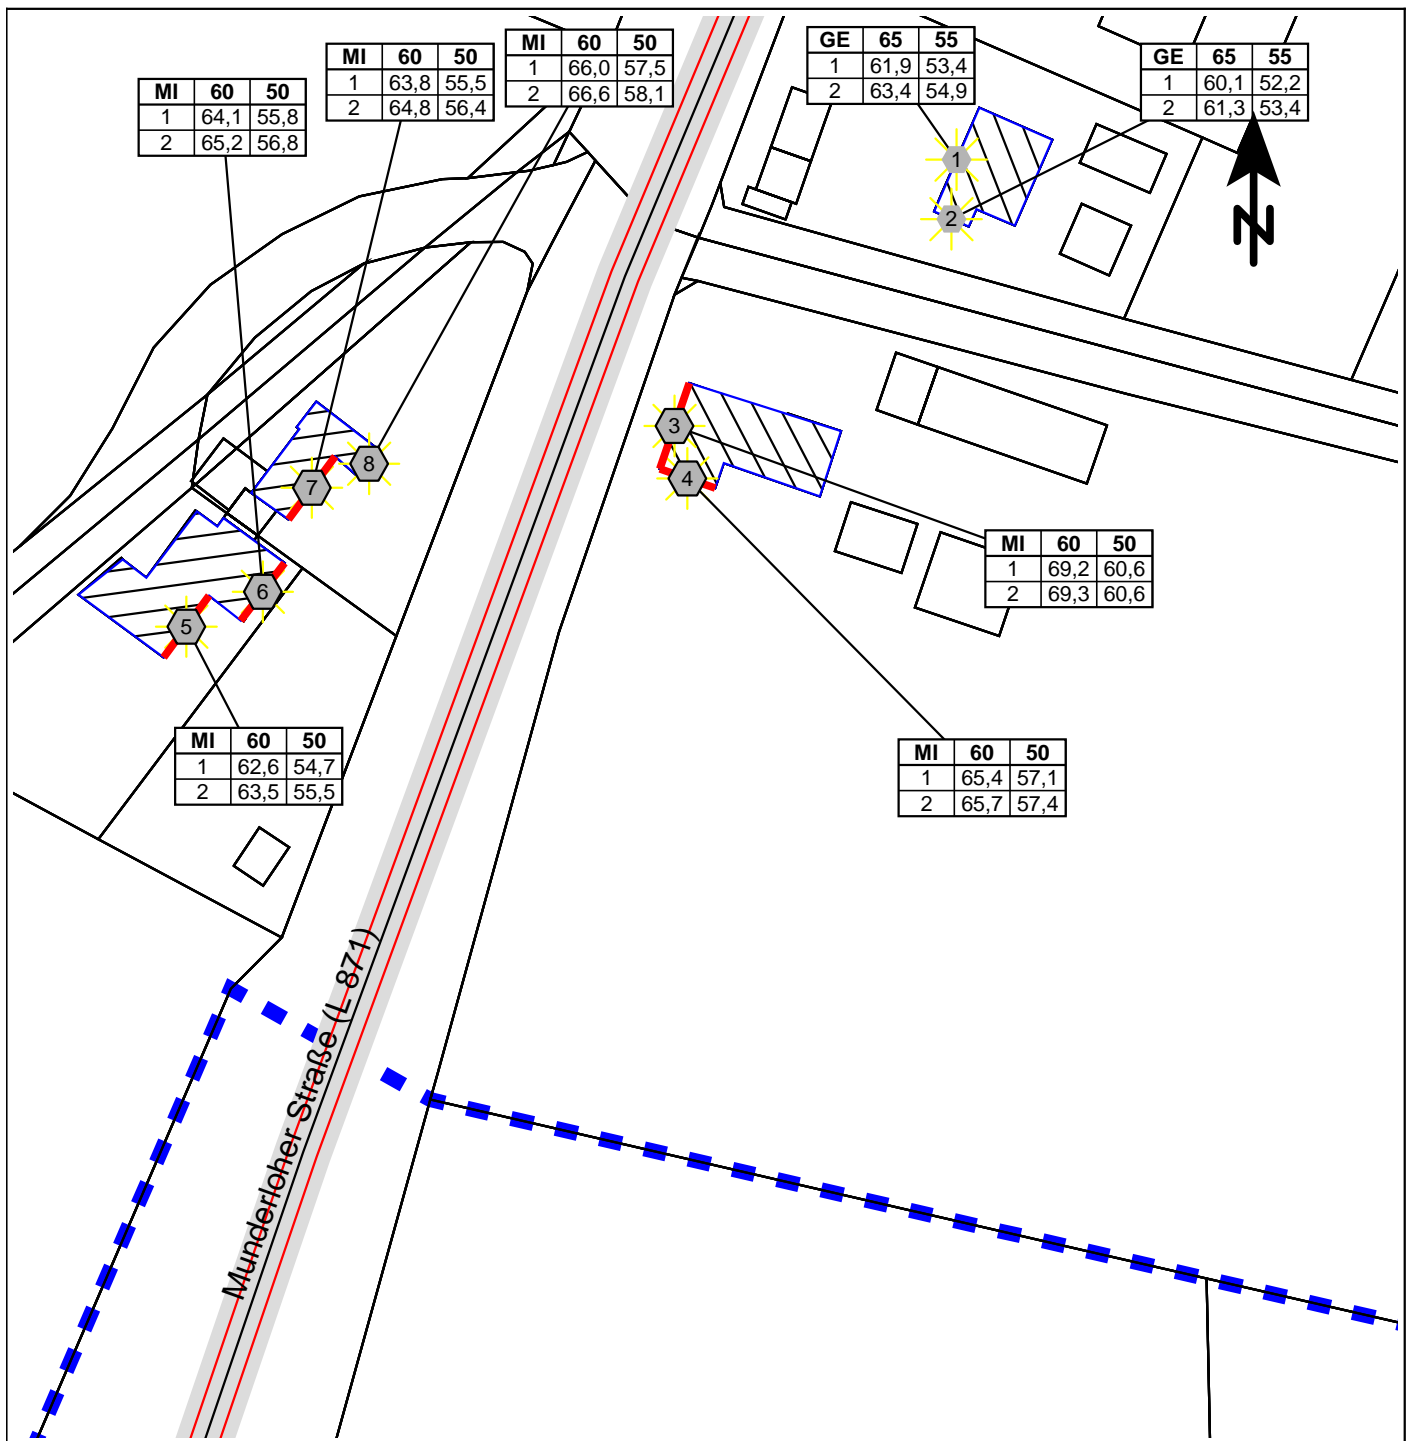 MI 60 50
1 64,1 55,8
2 65,2 56,8
MI 60 50
1 63,8 55,5
2 64,8 56,4
MI 60 50
1 66,0 57,5
2 66,6 58,1
GE 65 55
1 61,9 53,4
2 63,4 54,9
GE 65 55
1 60,1 52,2
2 61,3 53,4
1
2
N
3
4
8
7
6
5
MI 60 50
1 69,2 60,6
2 69,3 60,6
MI 60 50
1 62,6 54,7
2 63,5 55,5
MI 60 50
1 65,4 57,1
2 65,7 57,4
Munderloher Straße (L 871)